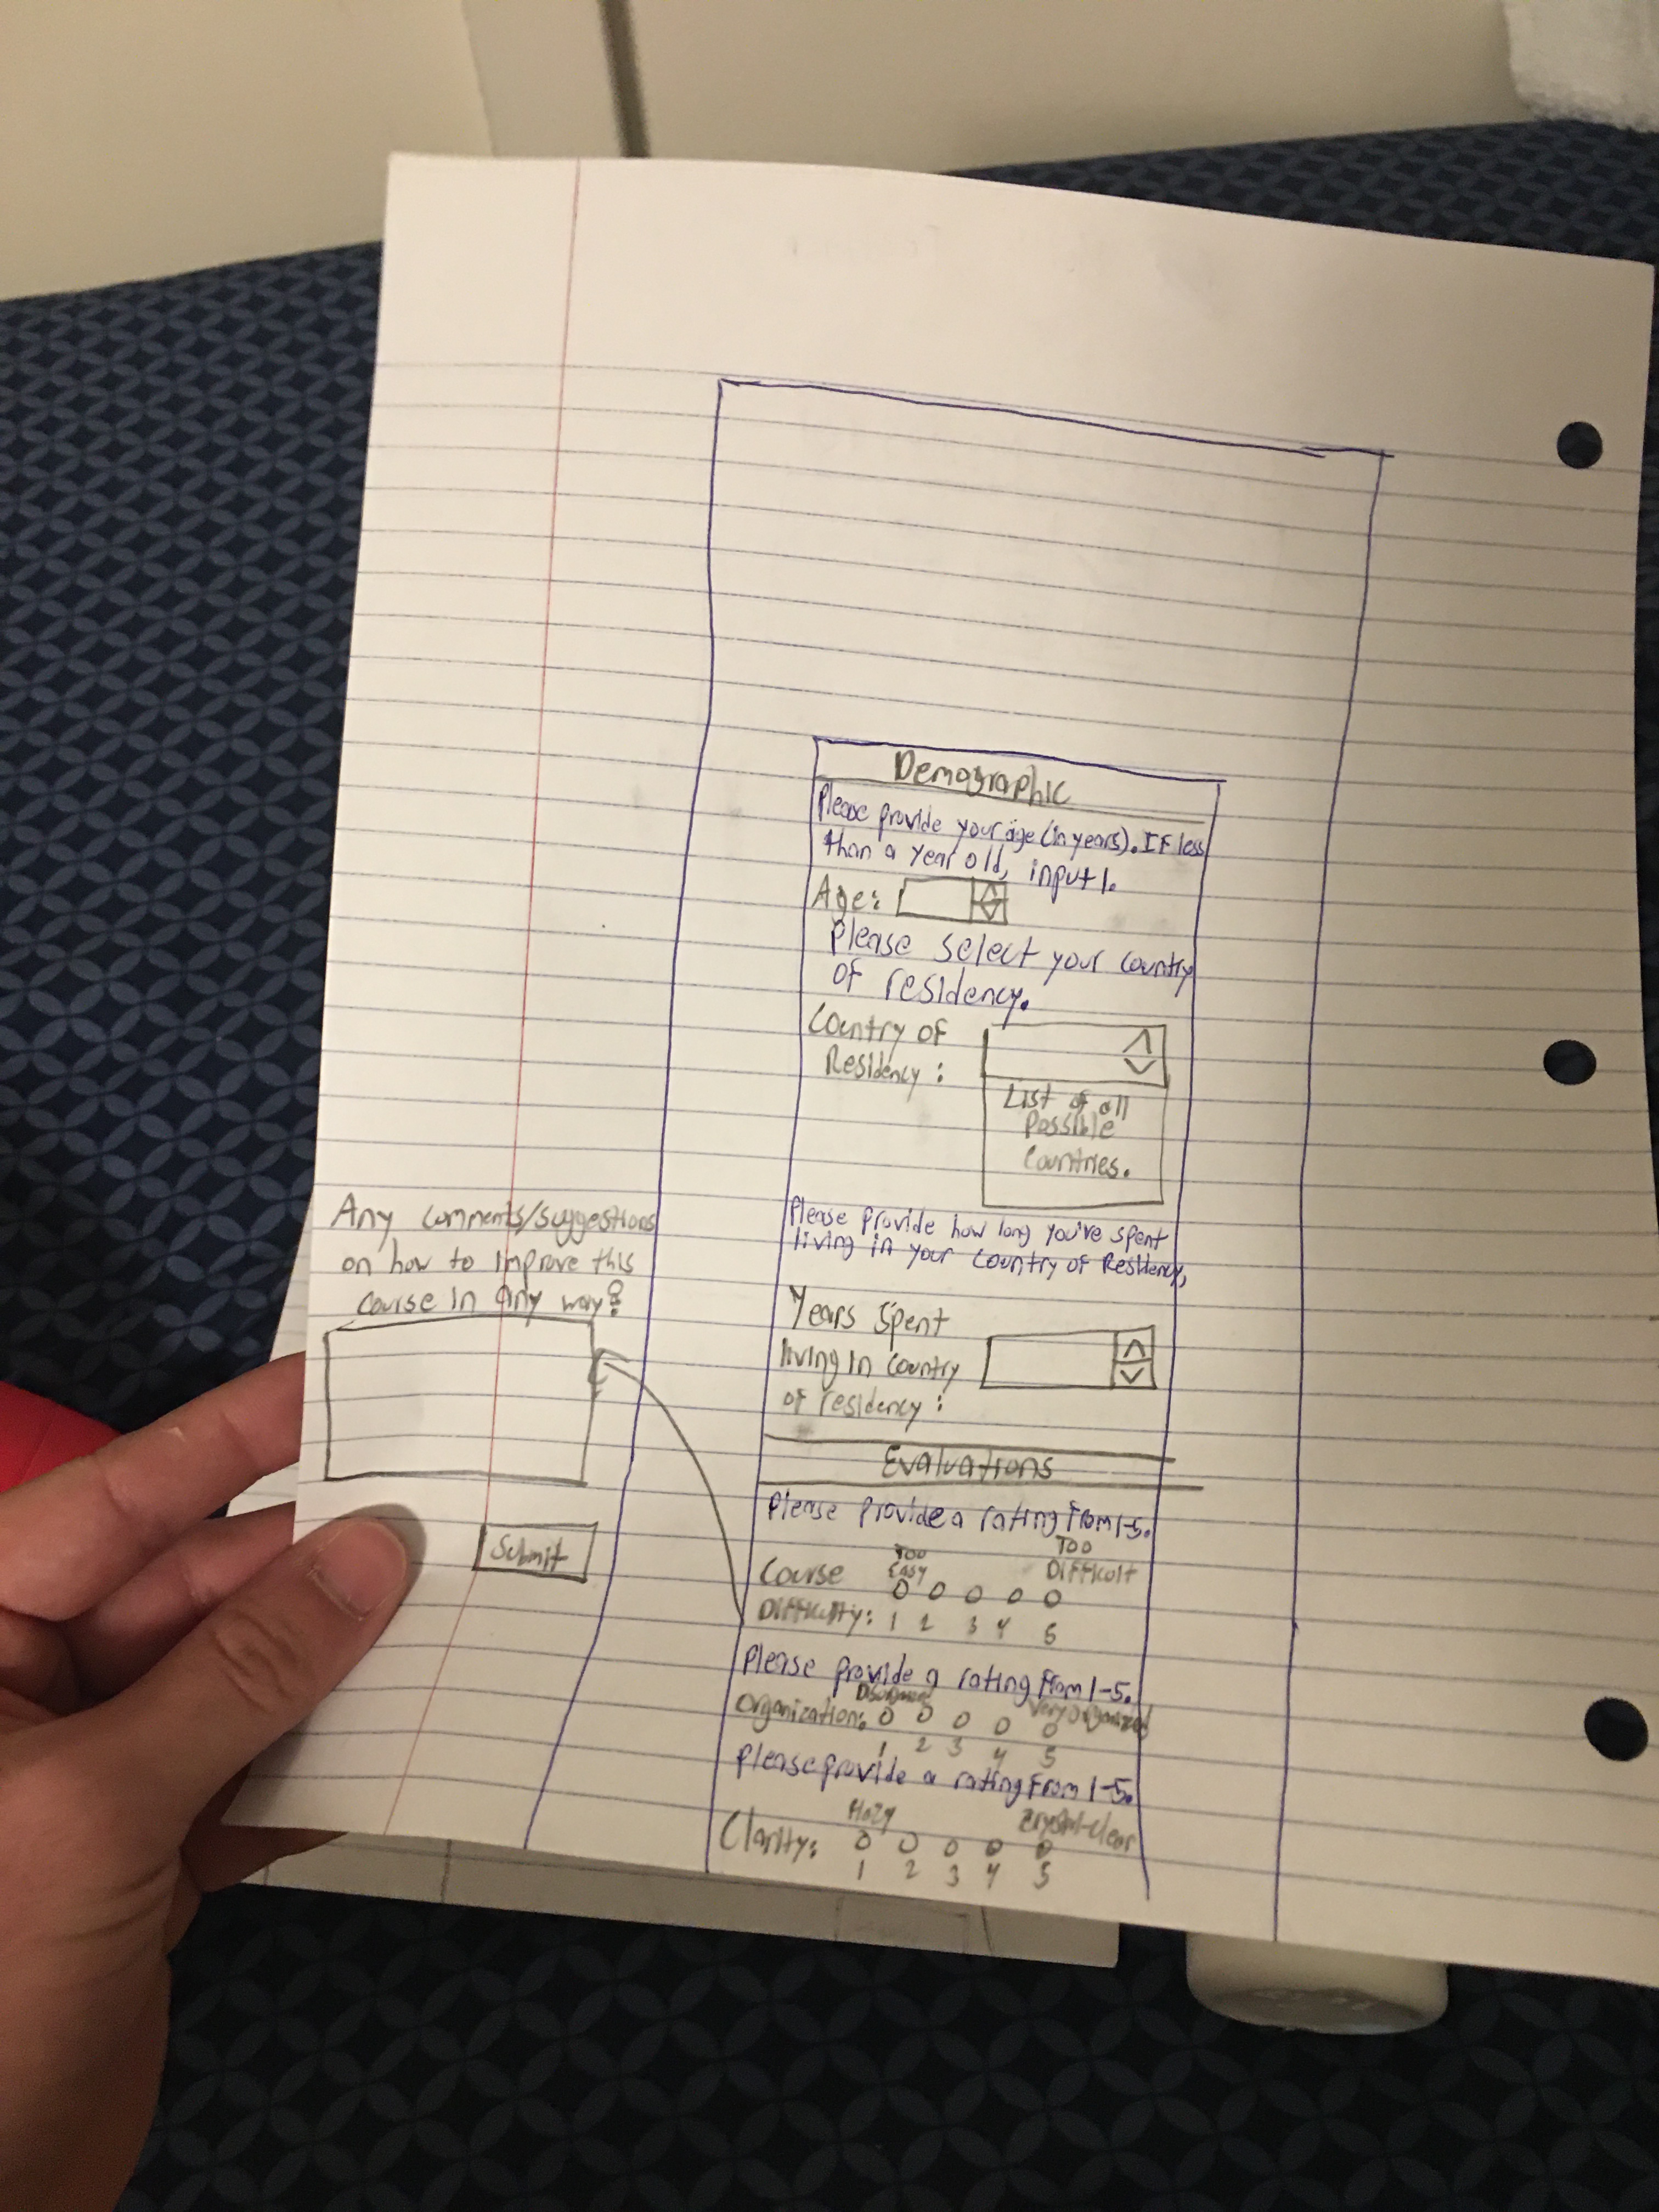 Demographic
Please provide your age (in years). If less
than a year old, input 1.
Age:
Please select your country
of residency.
Country of
Residency:
List of all
Possible
Countries.
Please provide how long you've spent
living in your Country of Residency,
Years Spent
living in Country
of residency:
Evaluations
Please provide a rating from 1-5.
Too
Easy
Too
Difficult
Course
Difficulty:
1 2 3 4 5
Please provide a rating from 1-5.
Very Organized
Organization:
1 2 3 4 5
Please provide a rating from 1-5.
Hazy
Crystal-clear
Clarity:
1 2 3 4 5
Any comments/suggestions
on how to improve this
course in any way?
Submit